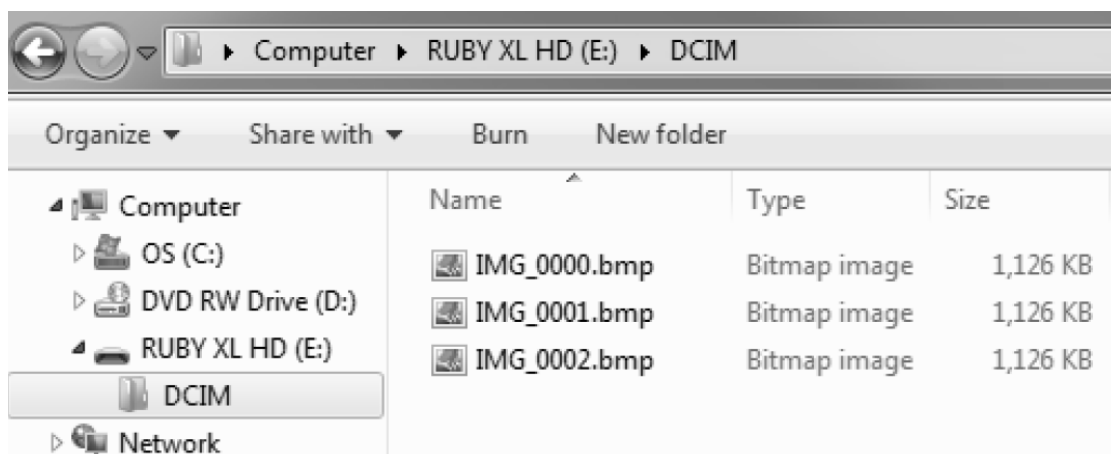 Computer RUBY XL HD (E:) DCIM
Organize Share with Burn New folder
Computer
OS (C:)
DVD RW Drive (D:)
RUBY XL HD (E:)
DCIM
Network
Name Type Size
IMG_0000.bmp Bitmap image 1,126 KB
IMG_0001.bmp Bitmap image 1,126 KB
IMG_0002.bmp Bitmap image 1,126 KB